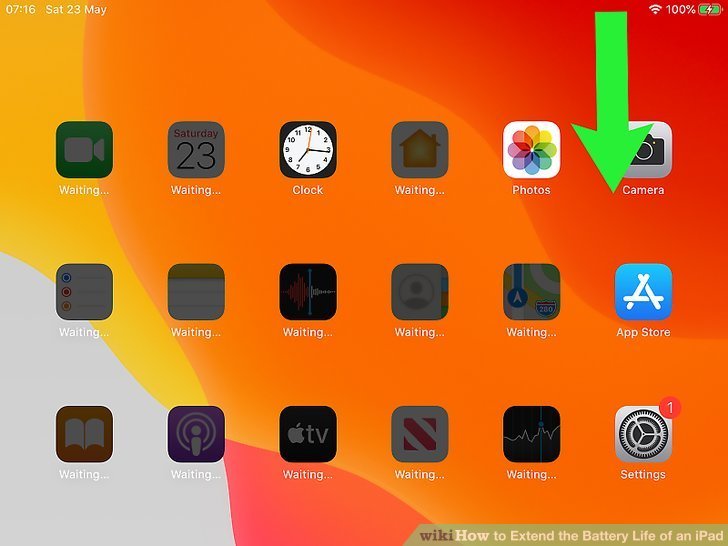 07:16 Sat 23 May 100%
Saturday
23
12
Waiting... Waiting... Clock Waiting... Photos Camera
280
Waiting... Waiting... Waiting... Waiting... Waiting... App Store
tv
1
Waiting... Waiting... Waiting... Waiting... Waiting... Settings
wikiHow to Extend the Battery Life of an iPad